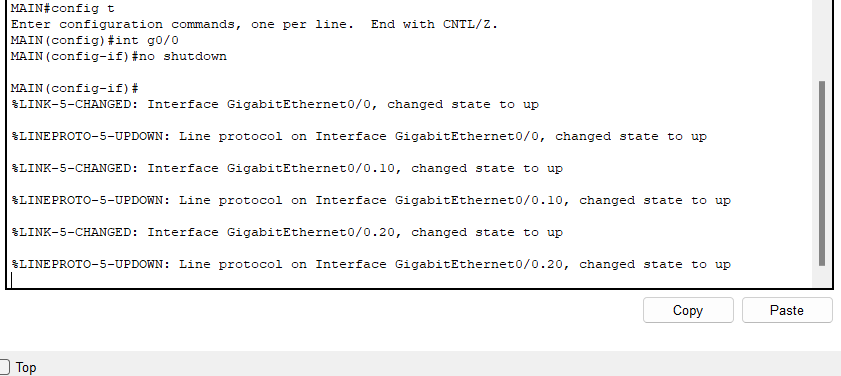 MAIN#config t
Enter configuration commands, one per line.  End with CNTL/Z.
MAIN(config)#int g0/0
MAIN(config-if)#no shutdown
MAIN(config-if)#
%LINK-5-CHANGED: Interface GigabitEthernet0/0, changed state to up
%LINEPROTO-5-UPDOWN: Line protocol on Interface GigabitEthernet0/0, changed state to up
%LINK-5-CHANGED: Interface GigabitEthernet0/0.10, changed state to up
%LINEPROTO-5-UPDOWN: Line protocol on Interface GigabitEthernet0/0.10, changed state to up
%LINK-5-CHANGED: Interface GigabitEthernet0/0.20, changed state to up
%LINEPROTO-5-UPDOWN: Line protocol on Interface GigabitEthernet0/0.20, changed state to up
Copy Paste
Top